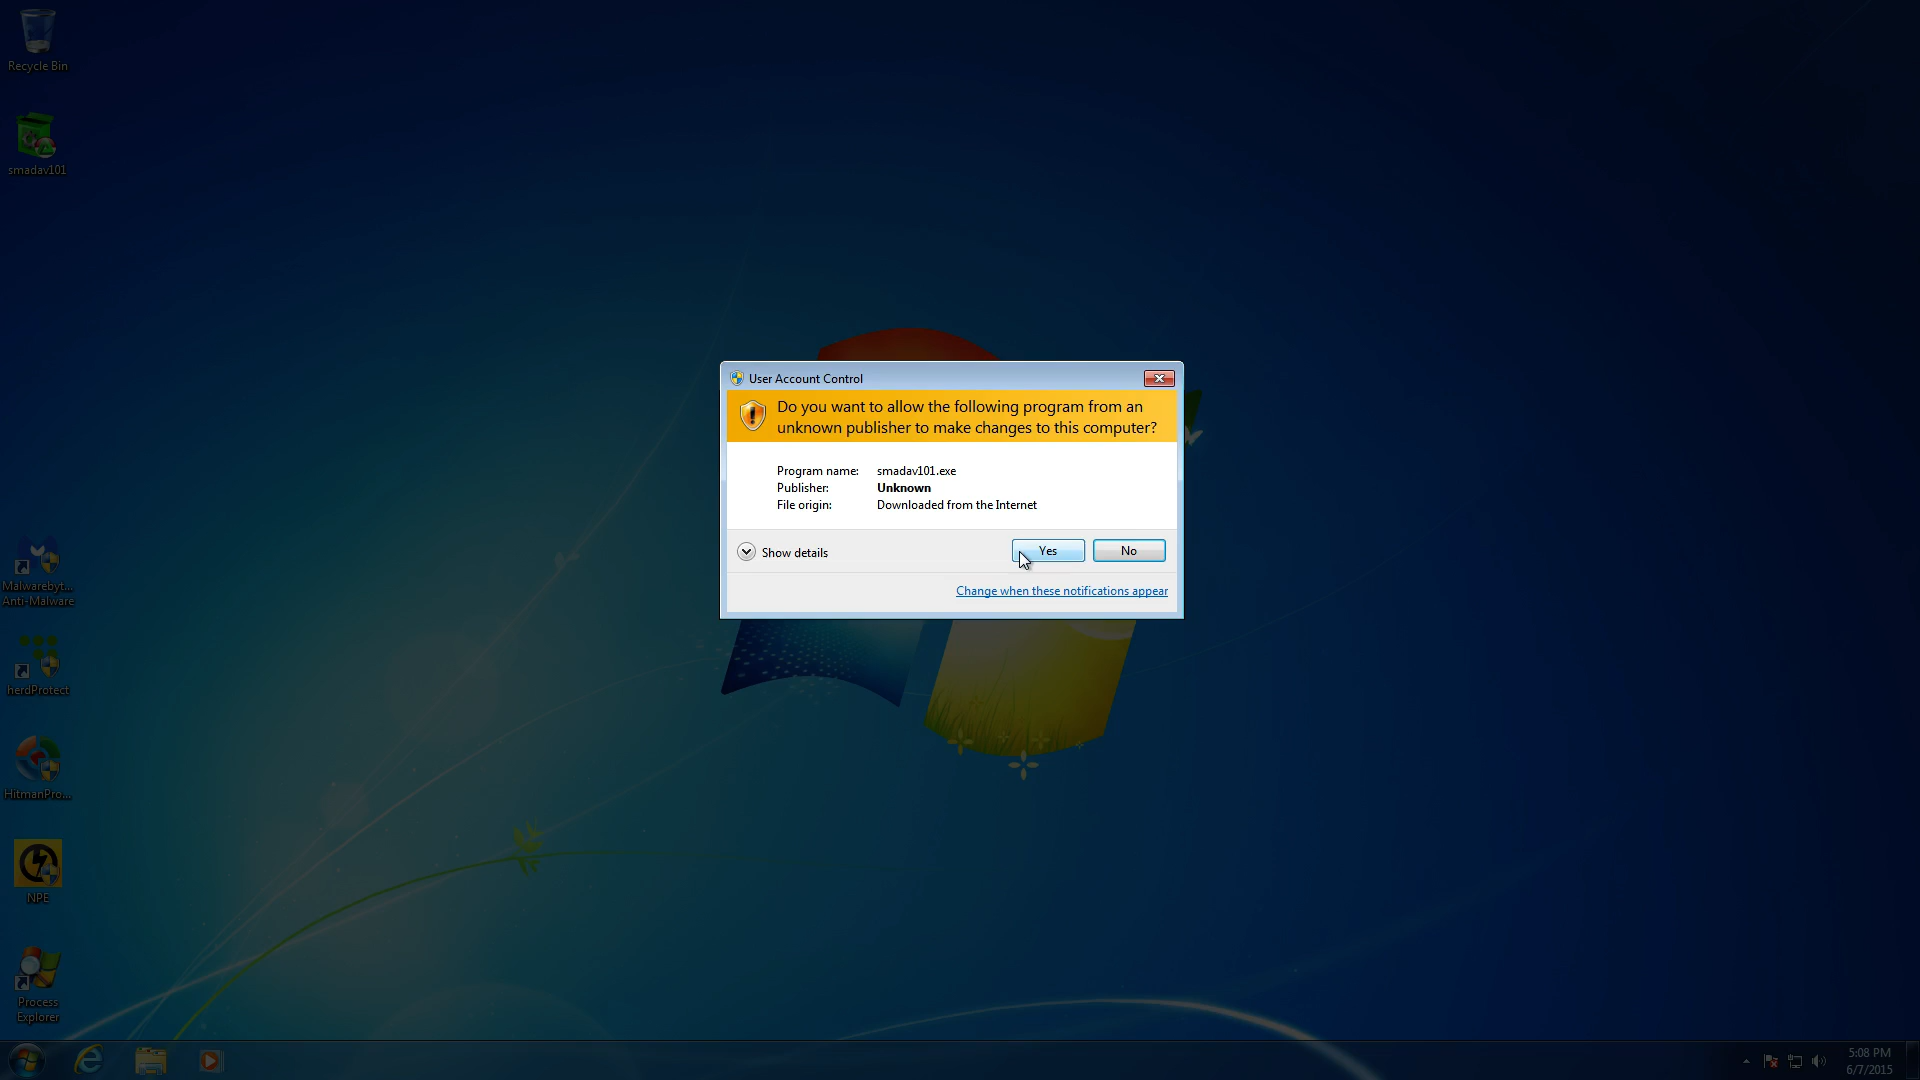 Recycle Bin
smadav101
User Account Control
Do you want to allow the following program from an
unknown publisher to make changes to this computer?
Program name: smadav101.exe
Publisher: Unknown
File origin: Downloaded from the Internet
Show details
Yes
No
Change when these notifications appear
Malwarebyt...
Anti-Malware
herdProtect
HitmanPro...
NPE
Process
Explorer
5:08 PM
6/7/2015